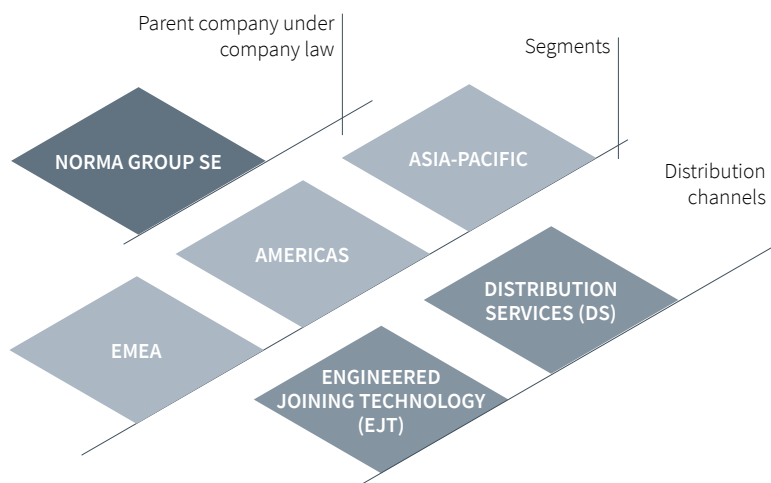 Parent company under
company law
Segments
Distribution
channels
NORMA GROUP SE
ASIA-PACIFIC
AMERICAS
EMEA
DISTRIBUTION
SERVICES (DS)
ENGINEERED
JOINING TECHNOLOGY
(EJT)